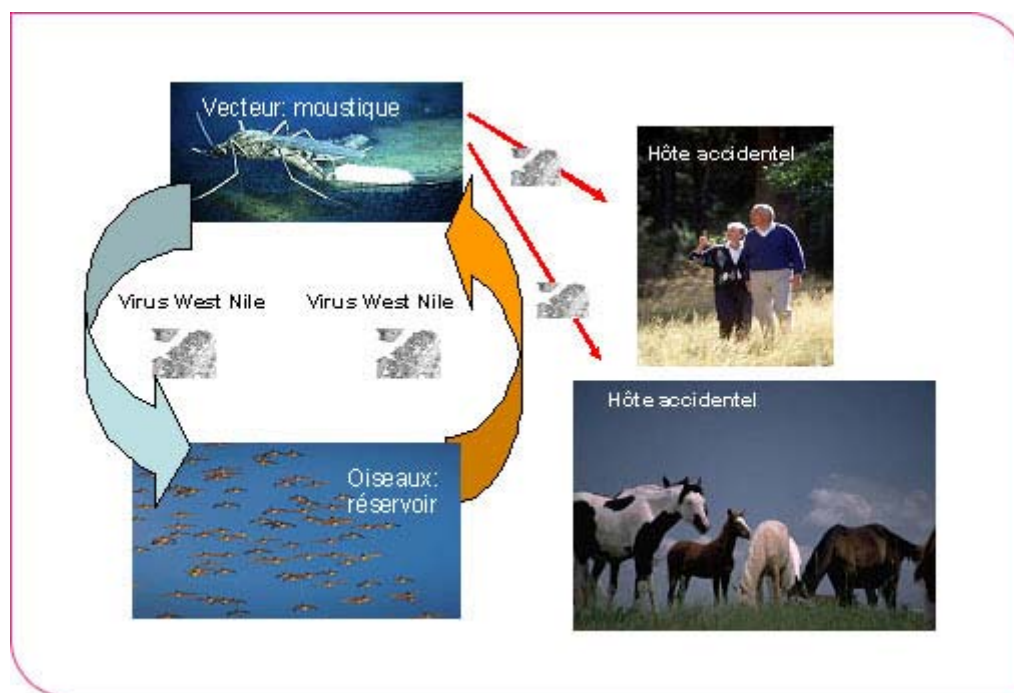 Vecteur: moustique
Hôte accidentel
Virus West Nile
Virus West Nile
Hôte accidentel
Oiseaux:
réservoir